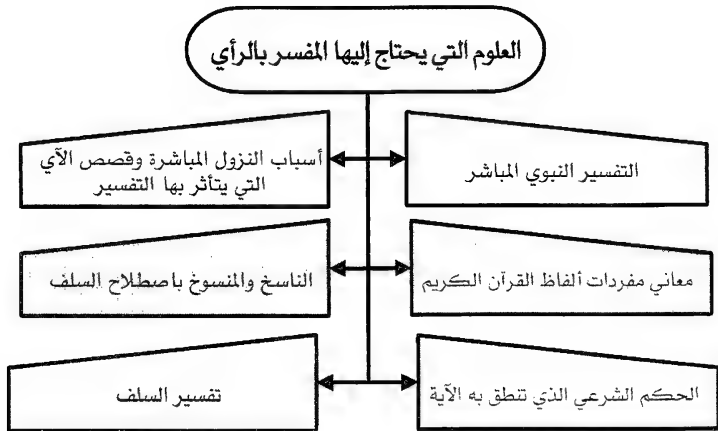 العلوم التي يحتاج إليها المفسر بالرأي
التفسير النبوي المباشر
أسباب النزول المباشرة وقصص الآي
التي يتأثر بها التفسير
معاني مفردات ألفاظ القرآن الكريم
الناسخ والمنسوخ باصطلاح السلف
الحكم الشرعي الذي تنطق به الآية
تفسير السلف